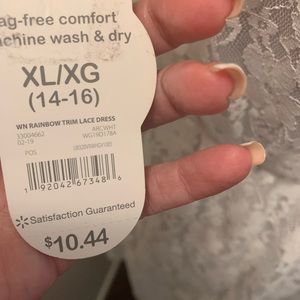 ag-free comfort
achine wash & dry
XL/XG
(14-16)
WN RAINBOW TRIM LACE DRESS
33004662 ARCWHT
02-19 WG19D178A
POS
1 92042 67348 6
Satisfaction Guaranteed
$10.44